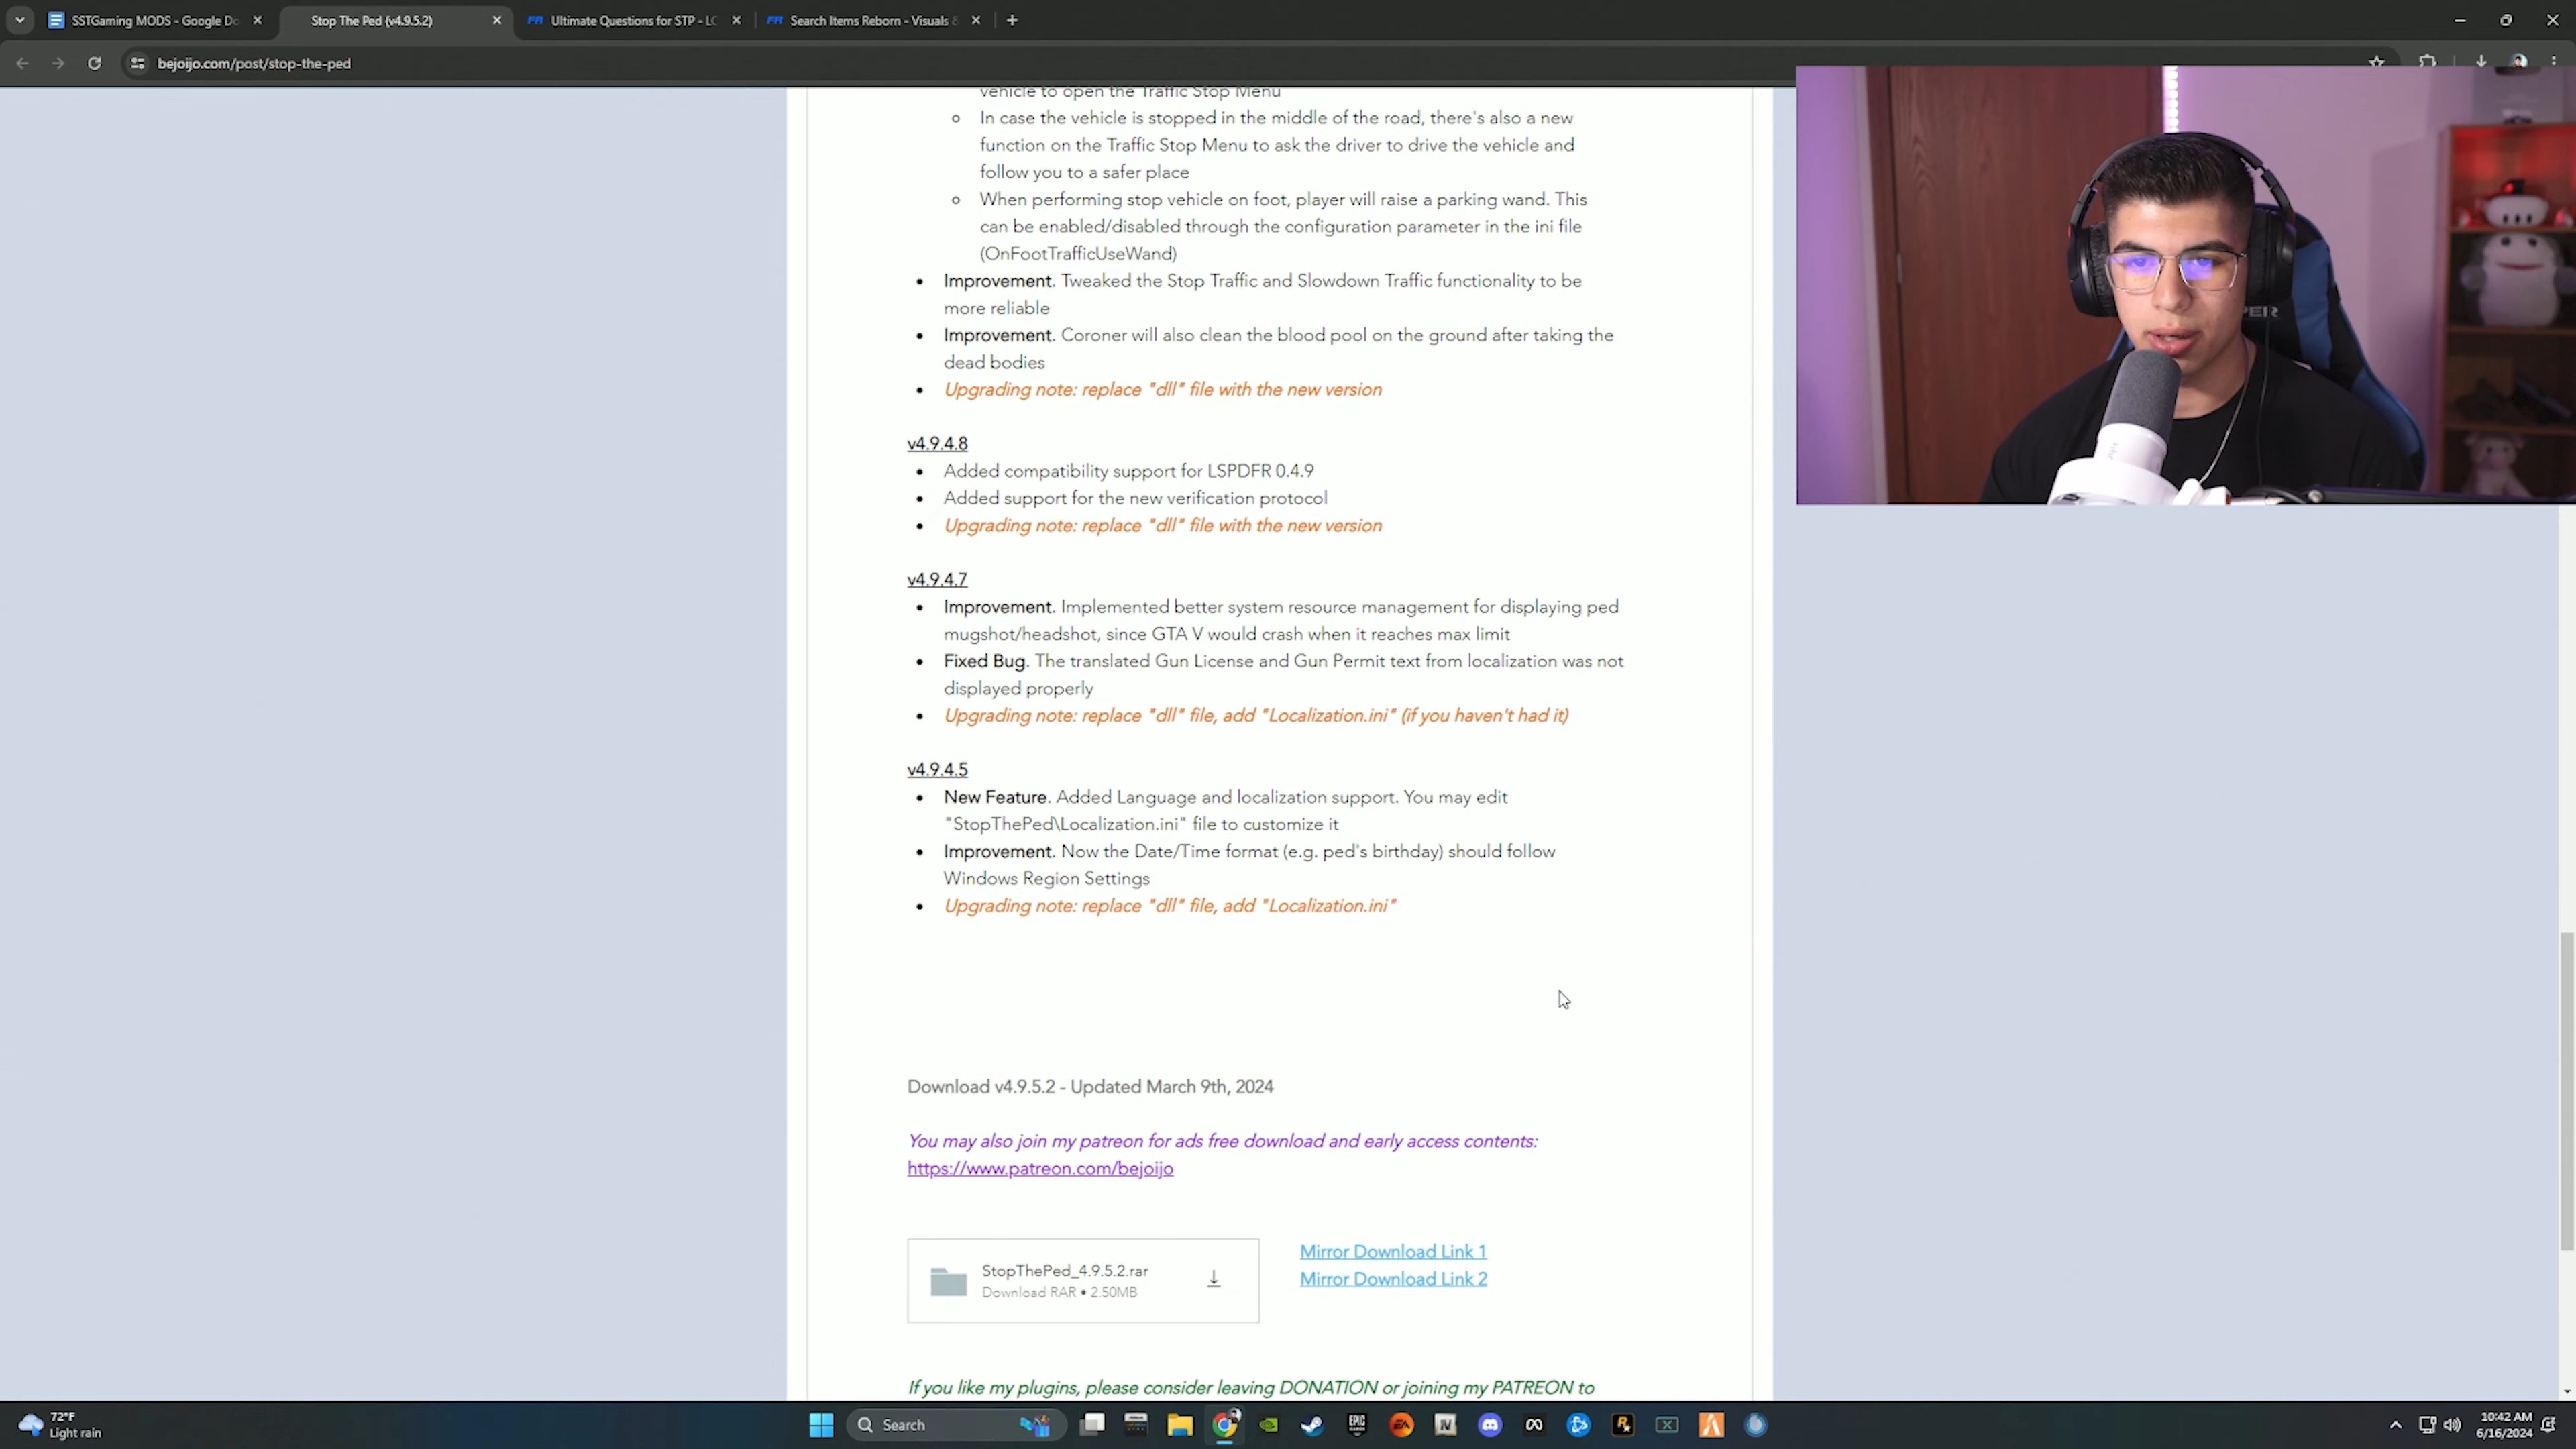 SSTGaming MODS - Google Do
Stop The Ped (v4.9.5.2)
Ultimate Questions for STP - LC
Search Items Reborn - Visuals &
bejoijo.com/post/stop-the-ped
vehicle to open the Traffic Stop Menu
In case the vehicle is stopped in the middle of the road, there's also a new
function on the Traffic Stop Menu to ask the driver to drive the vehicle and
follow you to a safer place
When performing stop vehicle on foot, player will raise a parking wand. This
can be enabled/disabled through the configuration parameter in the ini file
(OnFootTrafficUseWand)
Improvement. Tweaked the Stop Traffic and Slowdown Traffic functionality to be
more reliable
Improvement. Coroner will also clean the blood pool on the ground after taking the
dead bodies
Upgrading note: replace "dll" file with the new version
v4.9.4.8
Added compatibility support for LSPDFR 0.4.9
Added support for the new verification protocol
Upgrading note: replace "dll" file with the new version
v4.9.4.7
Improvement. Implemented better system resource management for displaying ped
mugshot/headshot, since GTA V would crash when it reaches max limit
Fixed Bug. The translated Gun License and Gun Permit text from localization was not
displayed properly
Upgrading note: replace "dll" file, add "Localization.ini" (if you haven't had it)
v4.9.4.5
New Feature. Added Language and localization support. You may edit
"StopThePed\Localization.ini" file to customize it
Improvement. Now the Date/Time format (e.g. ped's birthday) should follow
Windows Region Settings
Upgrading note: replace "dll" file, add "Localization.ini"
Download v4.9.5.2 - Updated March 9th, 2024
You may also join my patreon for ads free download and early access contents:
https://www.patreon.com/bejoijo
StopThePed_4.9.5.2.rar
Download RAR • 2.50MB
Mirror Download Link 1
Mirror Download Link 2
If you like my plugins, please consider leaving DONATION or joining my PATREON to
72°F
Light rain
Search
10:42 AM
6/16/2024